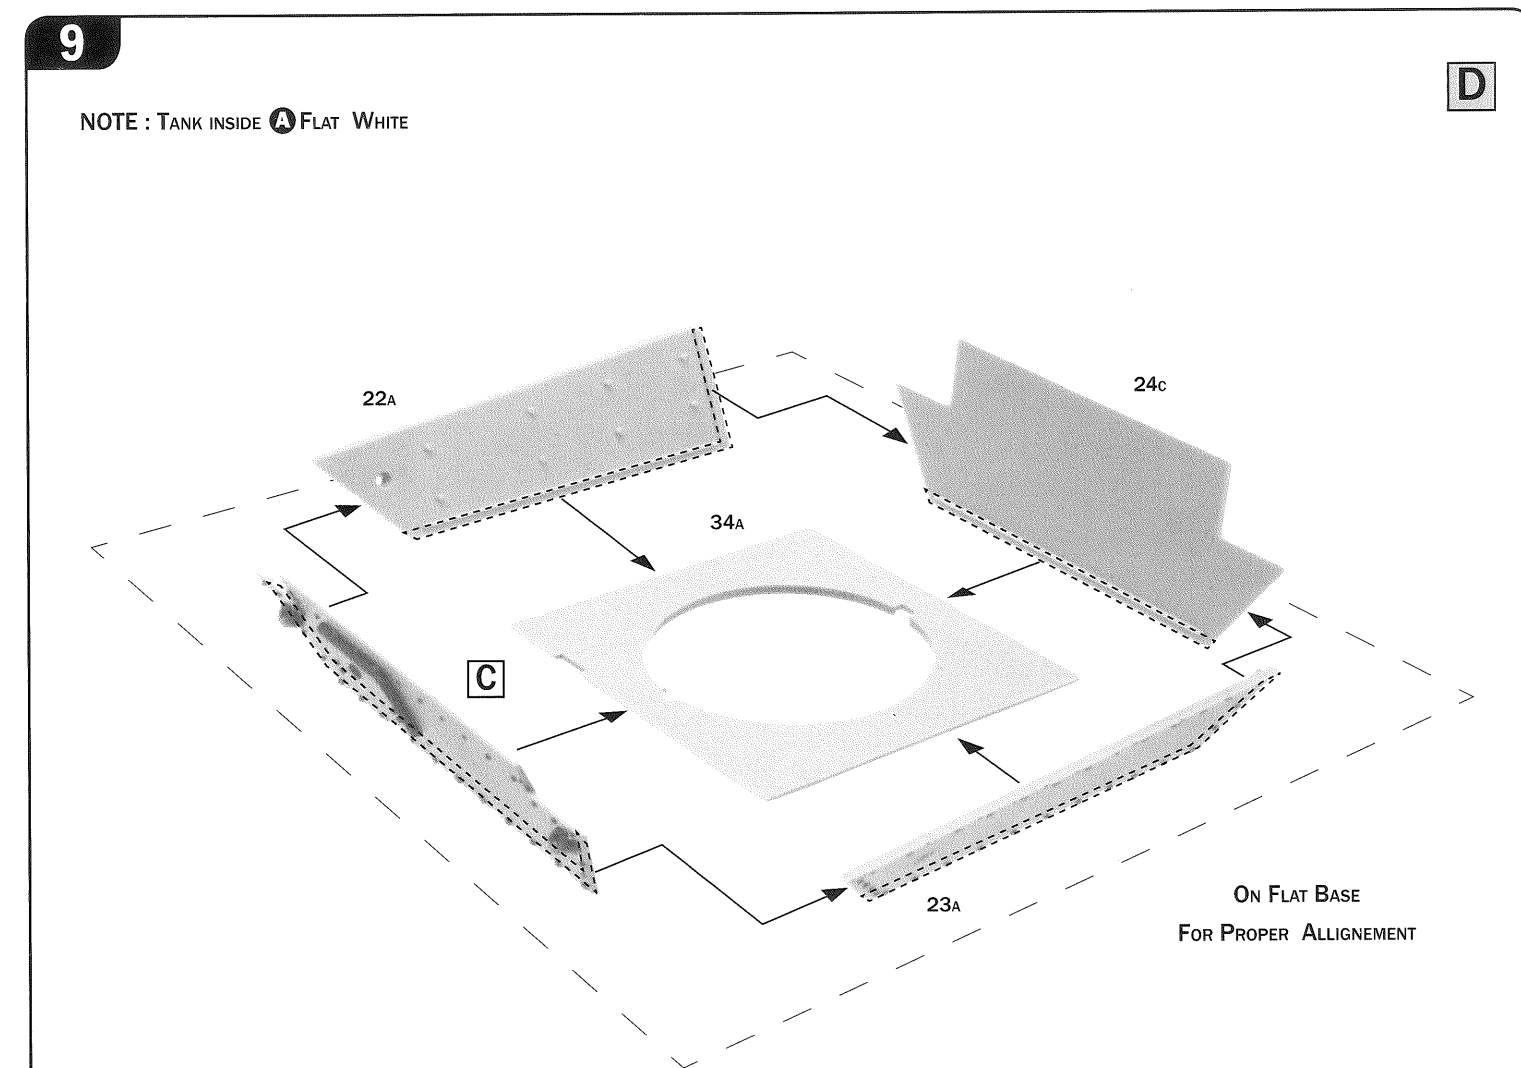 9
D
NOTE : TANK INSIDE A FLAT WHITE
22A
24C
34A
C
23A
ON FLAT BASE
FOR PROPER ALLIGNEMENT